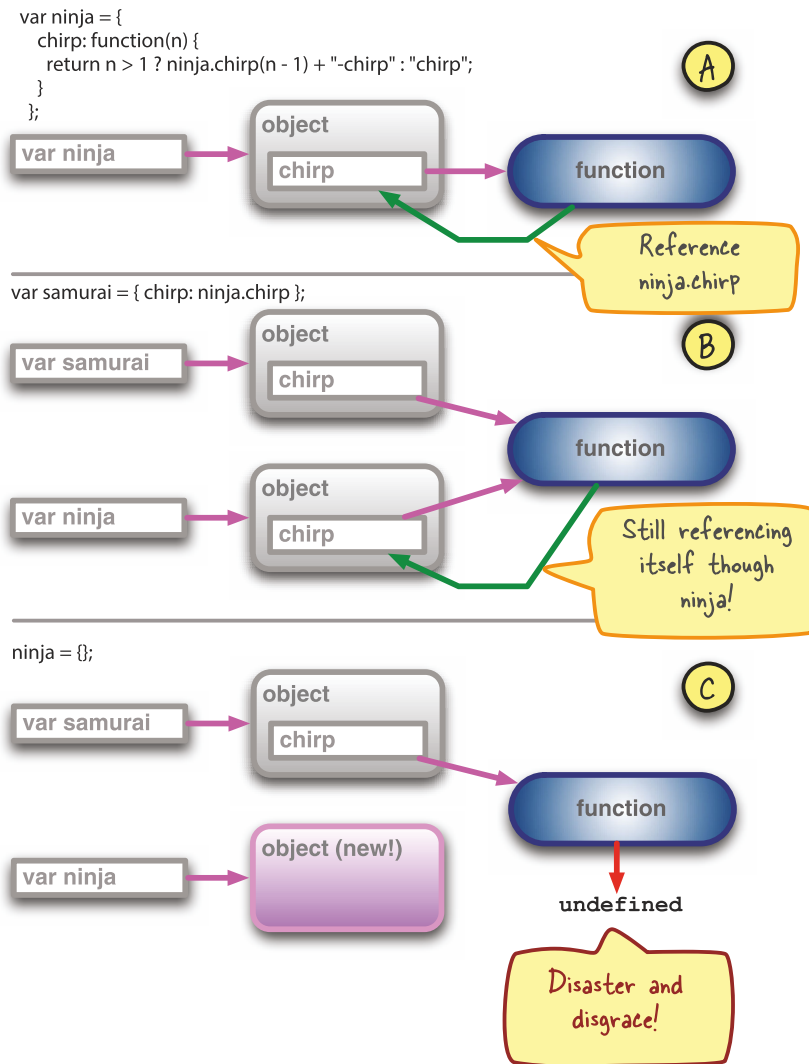 var ninja = {
chirp: function(n) {
return n > 1 ? ninja.chirp(n - 1) + "-chirp" : "chirp";
}
};
A
var ninja
object
chirp
function
Reference
ninja.chirp
var samurai = { chirp: ninja.chirp };
B
var samurai
object
chirp
function
var ninja
object
chirp
Still referencing
itself though
ninja!
ninja = {};
C
var samurai
object
chirp
function
var ninja
object (new!)
undefined
Disaster and
disgrace!